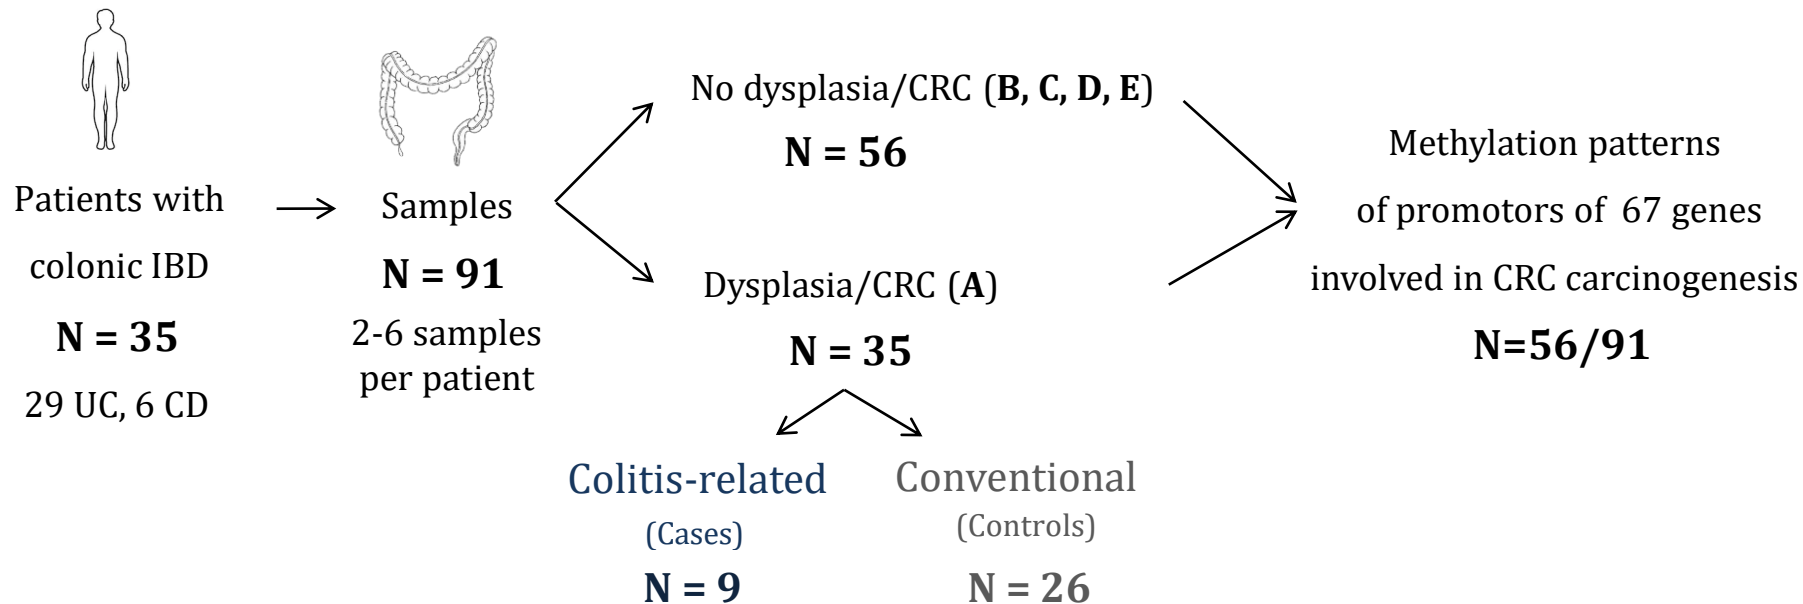 Patients with
colonic IBD
N = 35
29 UC, 6 CD
Samples
N = 91
2-6 samples
per patient
No dysplasia/CRC (B, C, D, E)
N = 56
Dysplasia/CRC (A)
N = 35
Colitis-related
(Cases)
N = 9
Conventional
(Controls)
N = 26
Methylation patterns
of promotors of 67 genes
involved in CRC carcinogenesis
N=56/91